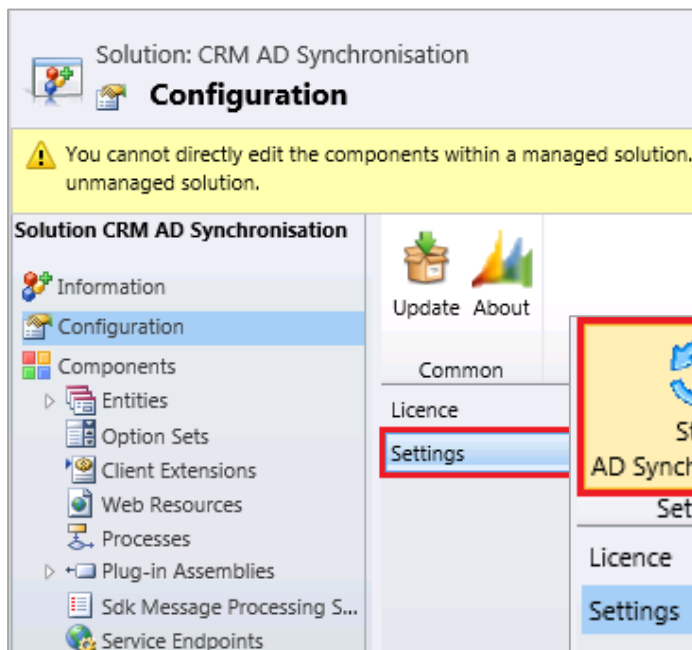 Solution: CRM AD Synchronisation
Configuration
You cannot directly edit the components within a managed solution.
unmanaged solution.
Solution CRM AD Synchronisation
Information
Configuration
Components
Entities
Option Sets
Client Extensions
Web Resources
Processes
Plug-in Assemblies
Sdk Message Processing S...
Service Endpoints
Update About
Common
Licence
Settings
St
AD Synch
Set
Licence
Settings